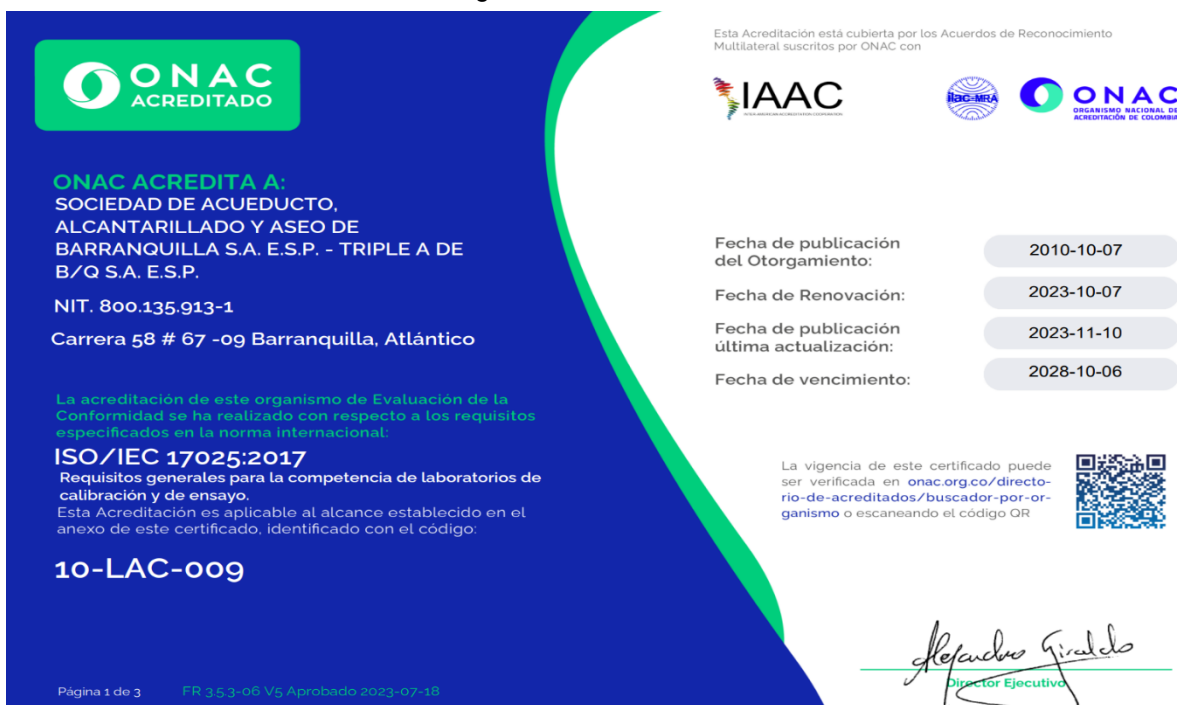 ONAC
ACREDITADO
ONAC ACREDITA A:
SOCIEDAD DE ACUEDUCTO,
ALCANTARILLADO Y ASEO DE
BARRANQUILLA S.A. E.S.P. - TRIPLE A DE
B/Q S.A. E.S.P.
NIT. 800.135.913-1
Carrera 58 # 67 -09 Barranquilla, Atlántico
La acreditación de este organismo de Evaluación de la
Conformidad se ha realizado con respecto a los requisitos
especificados en la norma internacional:
ISO/IEC 17025:2017
Requisitos generales para la competencia de laboratorios de
calibración y de ensayo.
Esta Acreditación es aplicable al alcance establecido en el
anexo de este certificado, identificado con el código:
10-LAC-009
Página 1 de 3 FR 3.5.3-06 V5 Aprobado 2023-07-18
Esta Acreditación está cubierta por los Acuerdos de Reconocimiento
Multilateral suscritos por ONAC con
IAAC
INTER AMERICAN ACCREDITATION COOPERATION
ilac-MRA
ONAC
ORGANISMO NACIONAL DE
ACREDITACIÓN DE COLOMBIA
Fecha de publicación
del Otorgamiento: 2010-10-07
Fecha de Renovación: 2023-10-07
Fecha de publicación
última actualización: 2023-11-10
Fecha de vencimiento: 2028-10-06
La vigencia de este certificado puede
ser verificada en onac.org.co/directo-
rio-de-acreditados/buscador-por-or-
ganismo o escaneando el código QR
Alejandro Giraldo
Director Ejecutivo